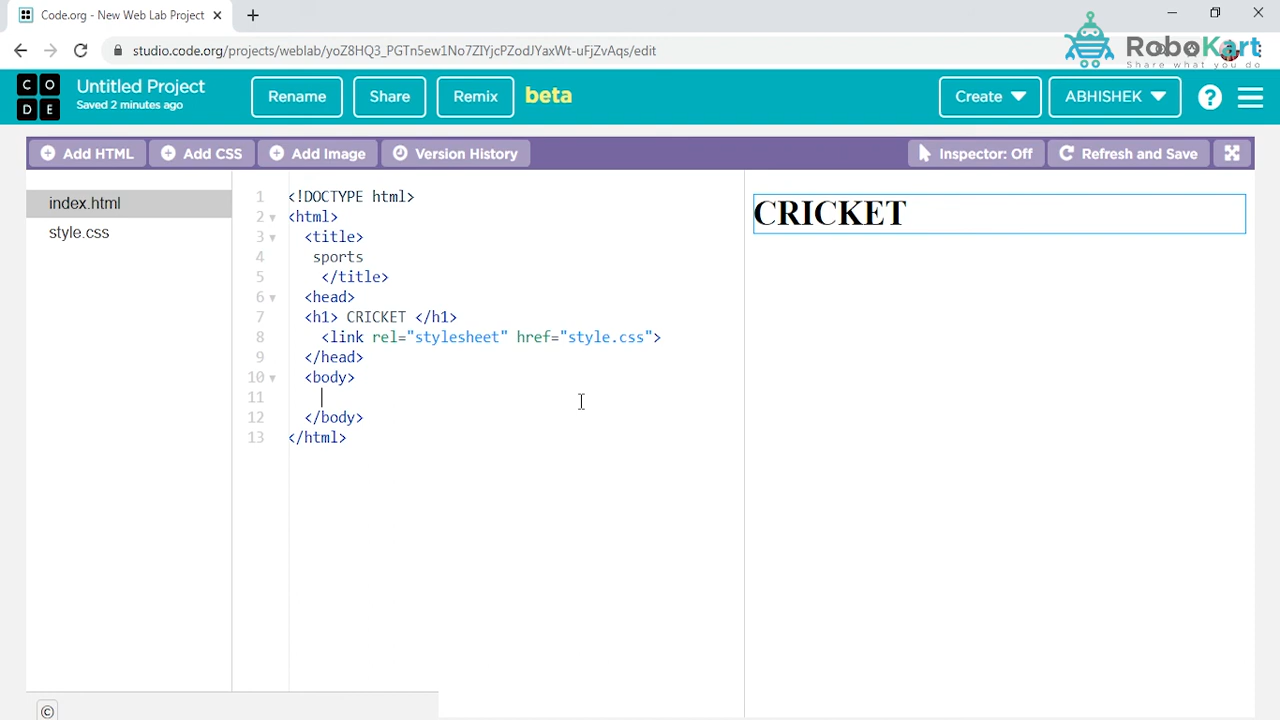 Code.org - New Web Lab Project
studio.code.org/projects/weblab/yoZ8HQ3_PGTn5ew1No7ZIYjcPZodJYaxWt-uFjZvAqs/edit
ROBOKART
Share what you do
C O
D E
Untitled Project
Saved 2 minutes ago
Rename
Share
Remix
beta
Create
ABHISHEK
?
Add HTML
Add CSS
Add Image
Version History
Inspector: Off
Refresh and Save
index.html
style.css
1 <!DOCTYPE html>
2 <html>
3 <title>
4 sports
5 </title>
6 <head>
7 <h1> CRICKET </h1>
8 <link rel="stylesheet" href="style.css">
9 </head>
10 <body>
11
12 </body>
13 </html>
CRICKET
©